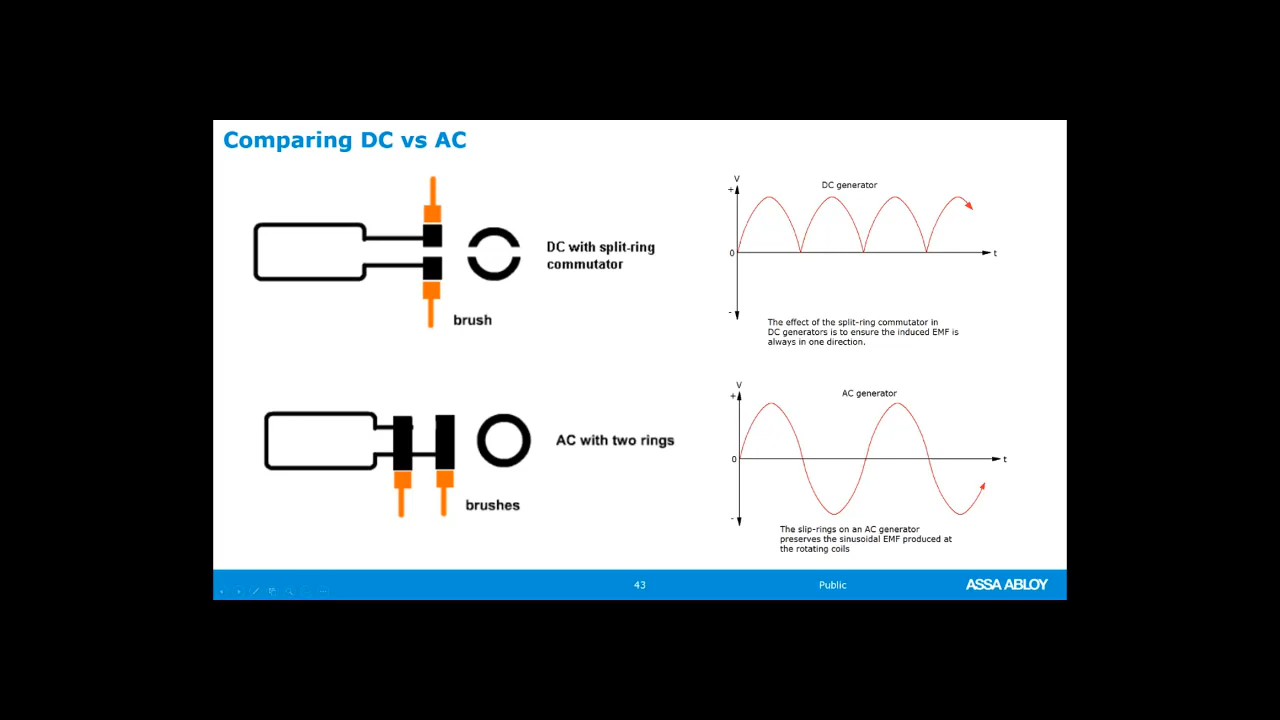 Comparing DC vs AC
DC with split-ring
commutator
brush
V
+
DC generator
0
t
-
The effect of the split-ring commutator in
DC generators is to ensure the induced EMF is
always in one direction.
AC with two rings
brushes
V
+
AC generator
0
t
-
The slip-rings on an AC generator
preserves the sinusoidal EMF produced at
the rotating coils
43
Public
ASSA ABLOY